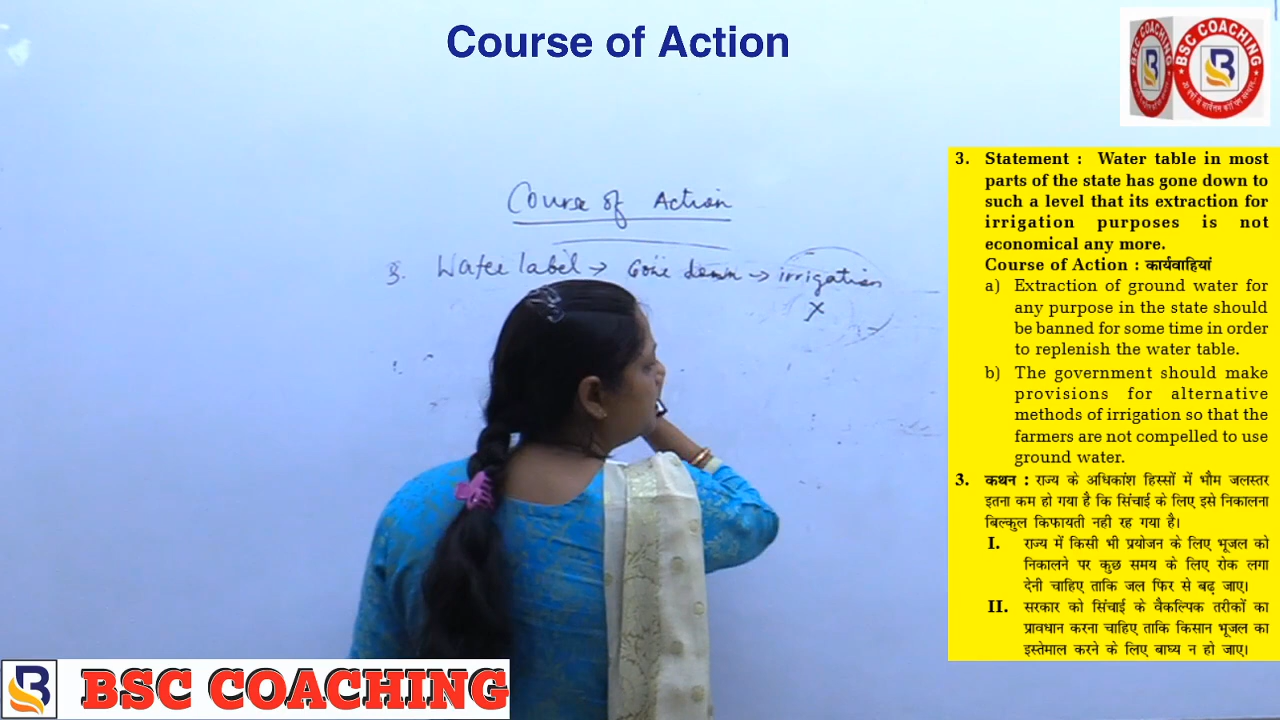 Course of Action
BSC COACHING
BSC COACHING
Course of Action
3. Water label → Gone down → irrigation
X
3. Statement : Water table in most
parts of the state has gone down to
such a level that its extraction for
irrigation purposes is not
economical any more.
Course of Action : कार्यवाहियां
a) Extraction of ground water for
any purpose in the state should
be banned for some time in order
to replenish the water table.
b) The government should make
provisions for alternative
methods of irrigation so that the
farmers are not compelled to use
ground water.
3. कथन : राज्य के अधिकांश हिस्सों में भौम जलस्तर
इतना कम हो गया है कि सिंचाई के लिए इसे निकालना
बिल्कुल किफायती नही रह गया है।
I. राज्य में किसी भी प्रयोजन के लिए भूजल को
निकालने पर कुछ समय के लिए रोक लगा
देनी चाहिए ताकि जल फिर से बढ़ जाए।
II. सरकार को सिंचाई के वैकल्पिक तरीकों का
प्रावधान करना चाहिए ताकि किसान भूजल का
इस्तेमाल करने के लिए बाघ्य न हो जाए।
BSC COACHING